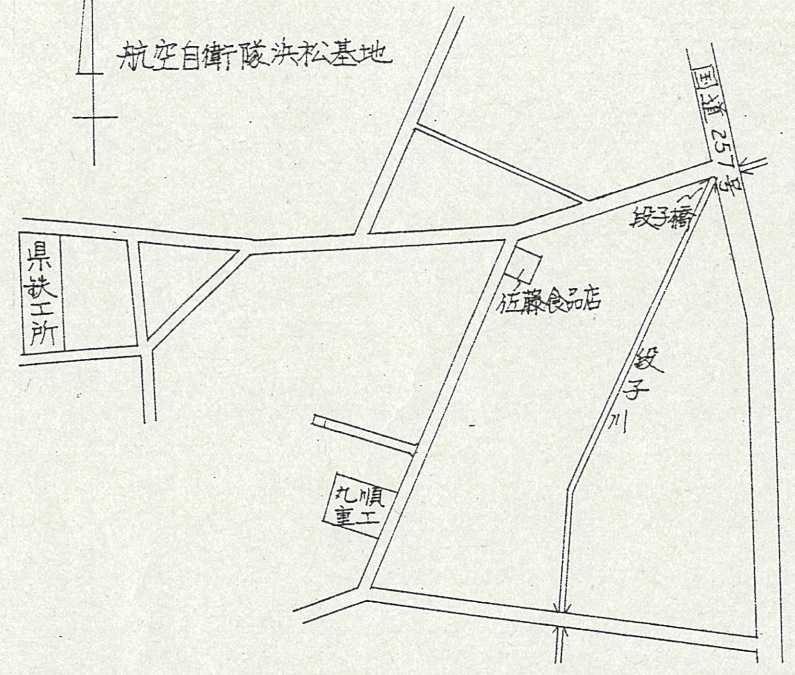 航空自衛隊浜松基地
国道257号
段子橋
県鉄工所
佐藤食品店
段子川
丸順
重工